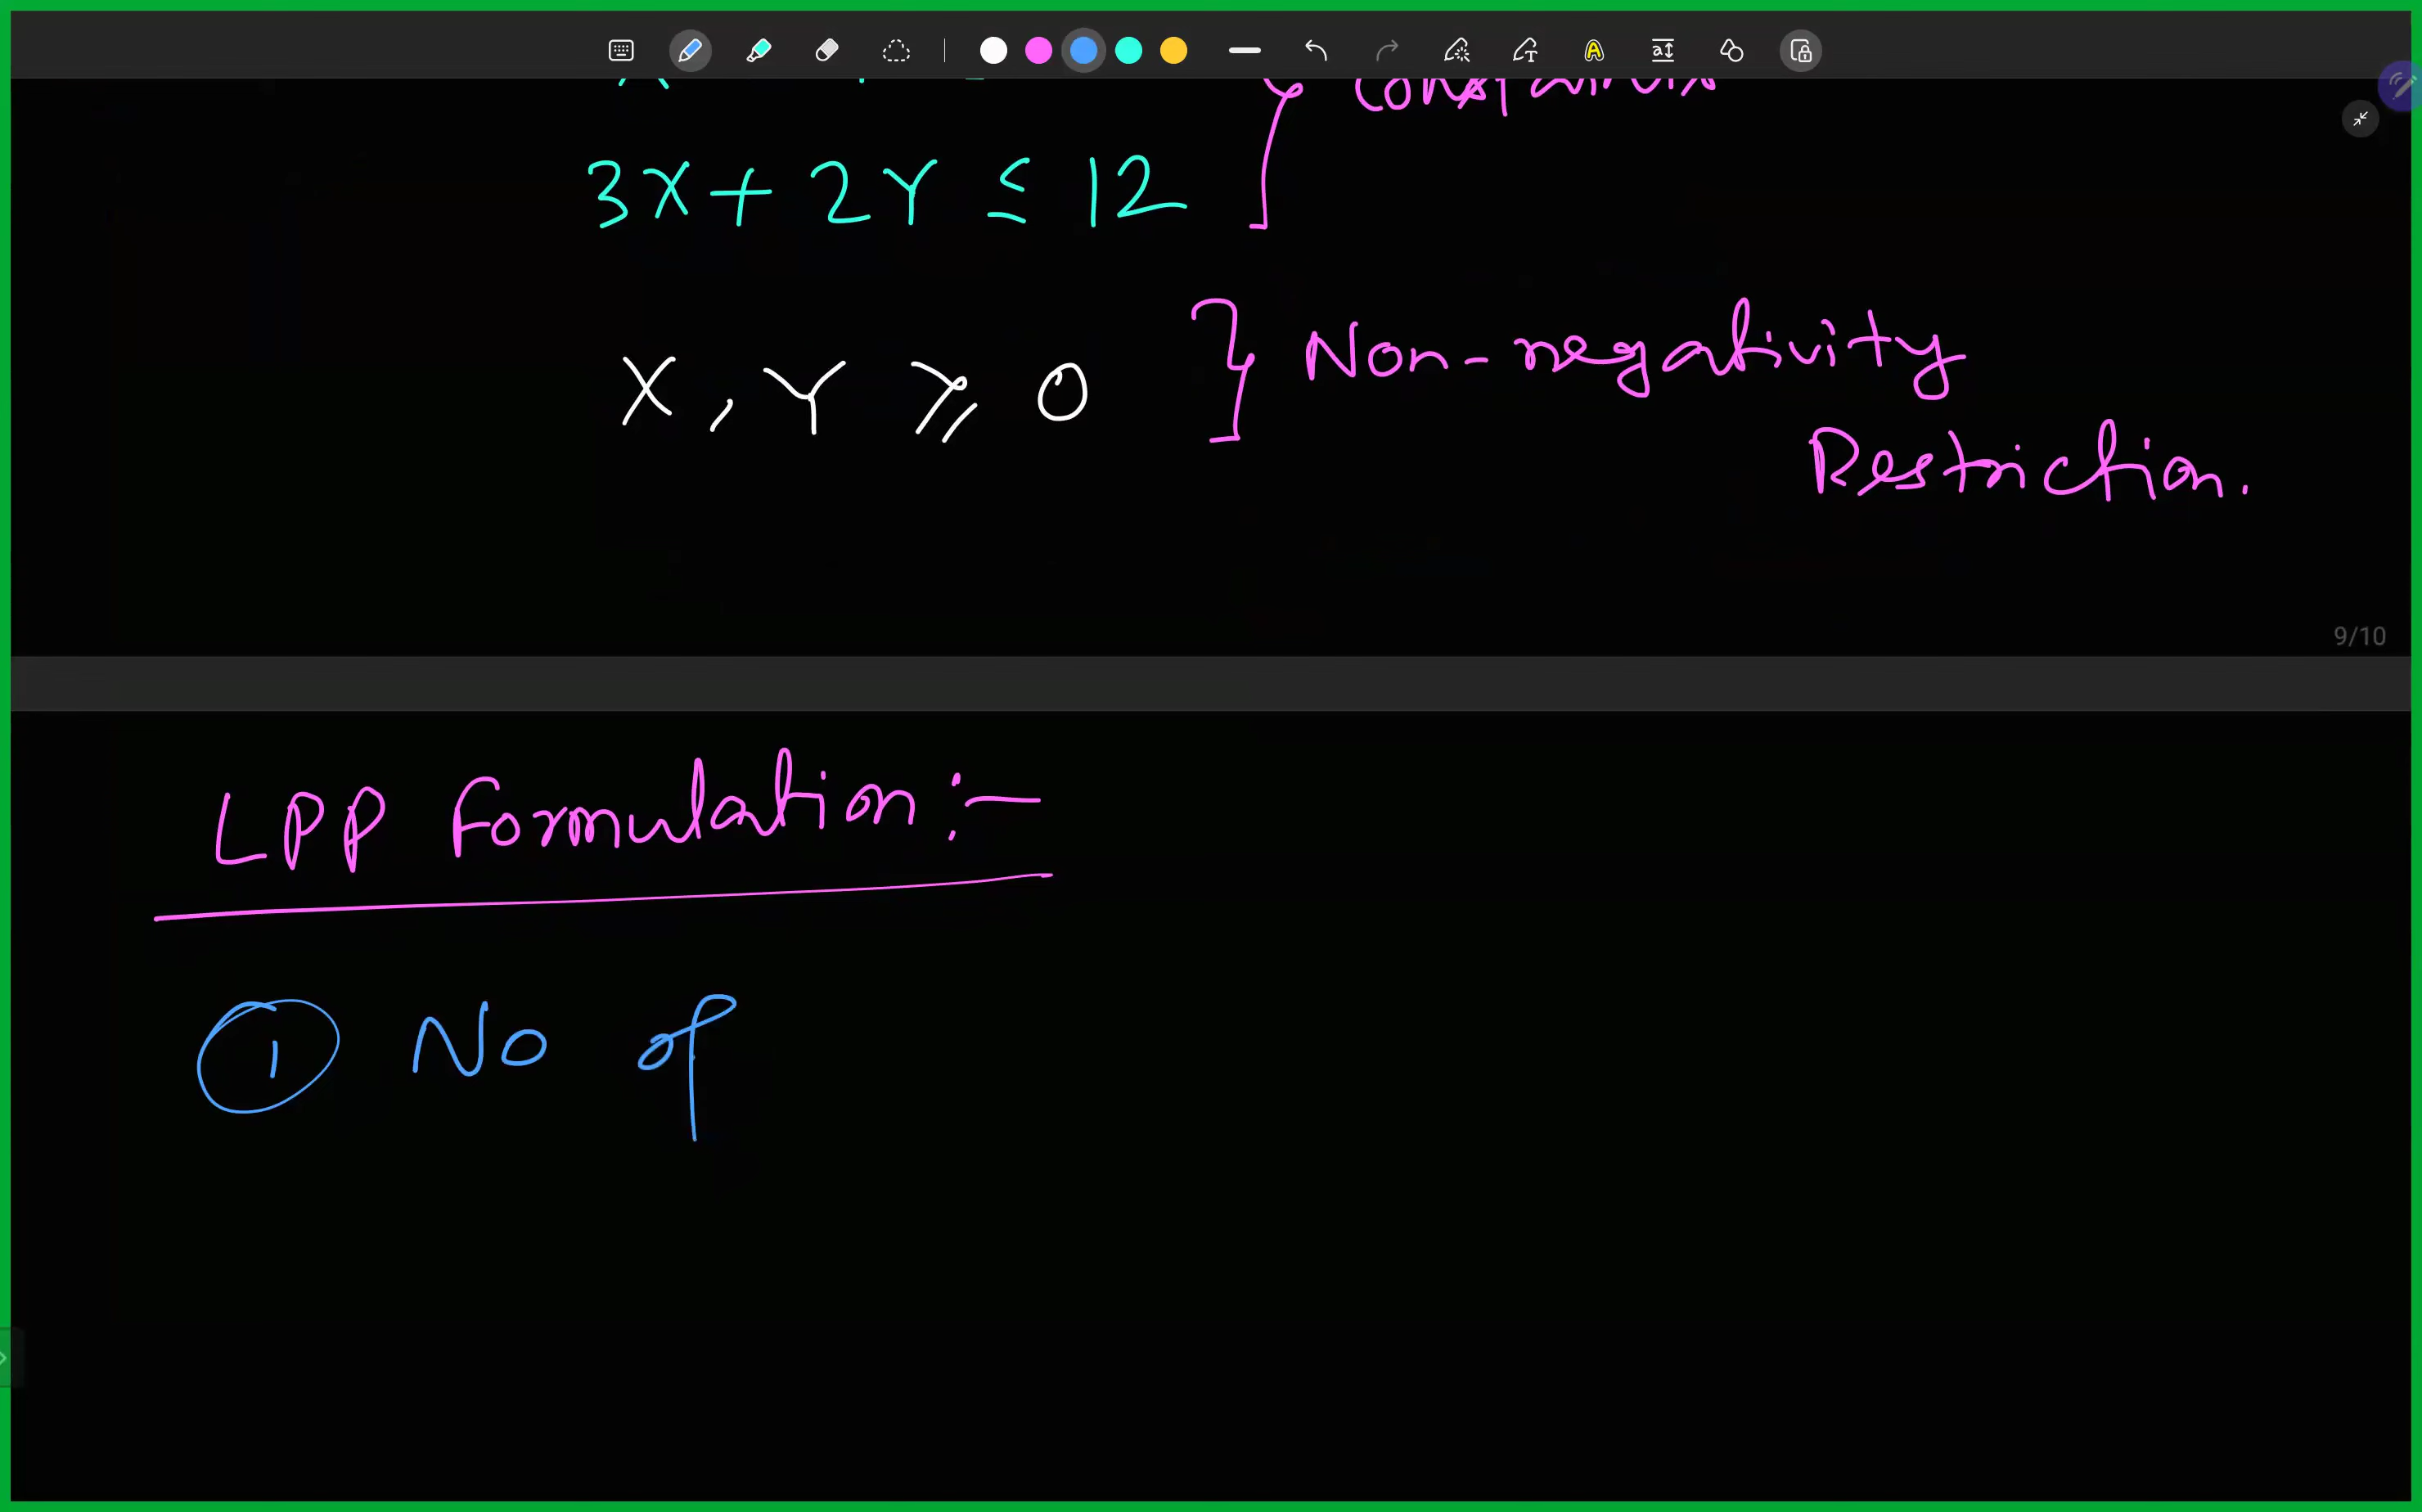 3X + 2Y ≤ 12
X, Y ≥ 0 } Non-negativity
Restriction.
9/10
LPP Formulation :-
① No of